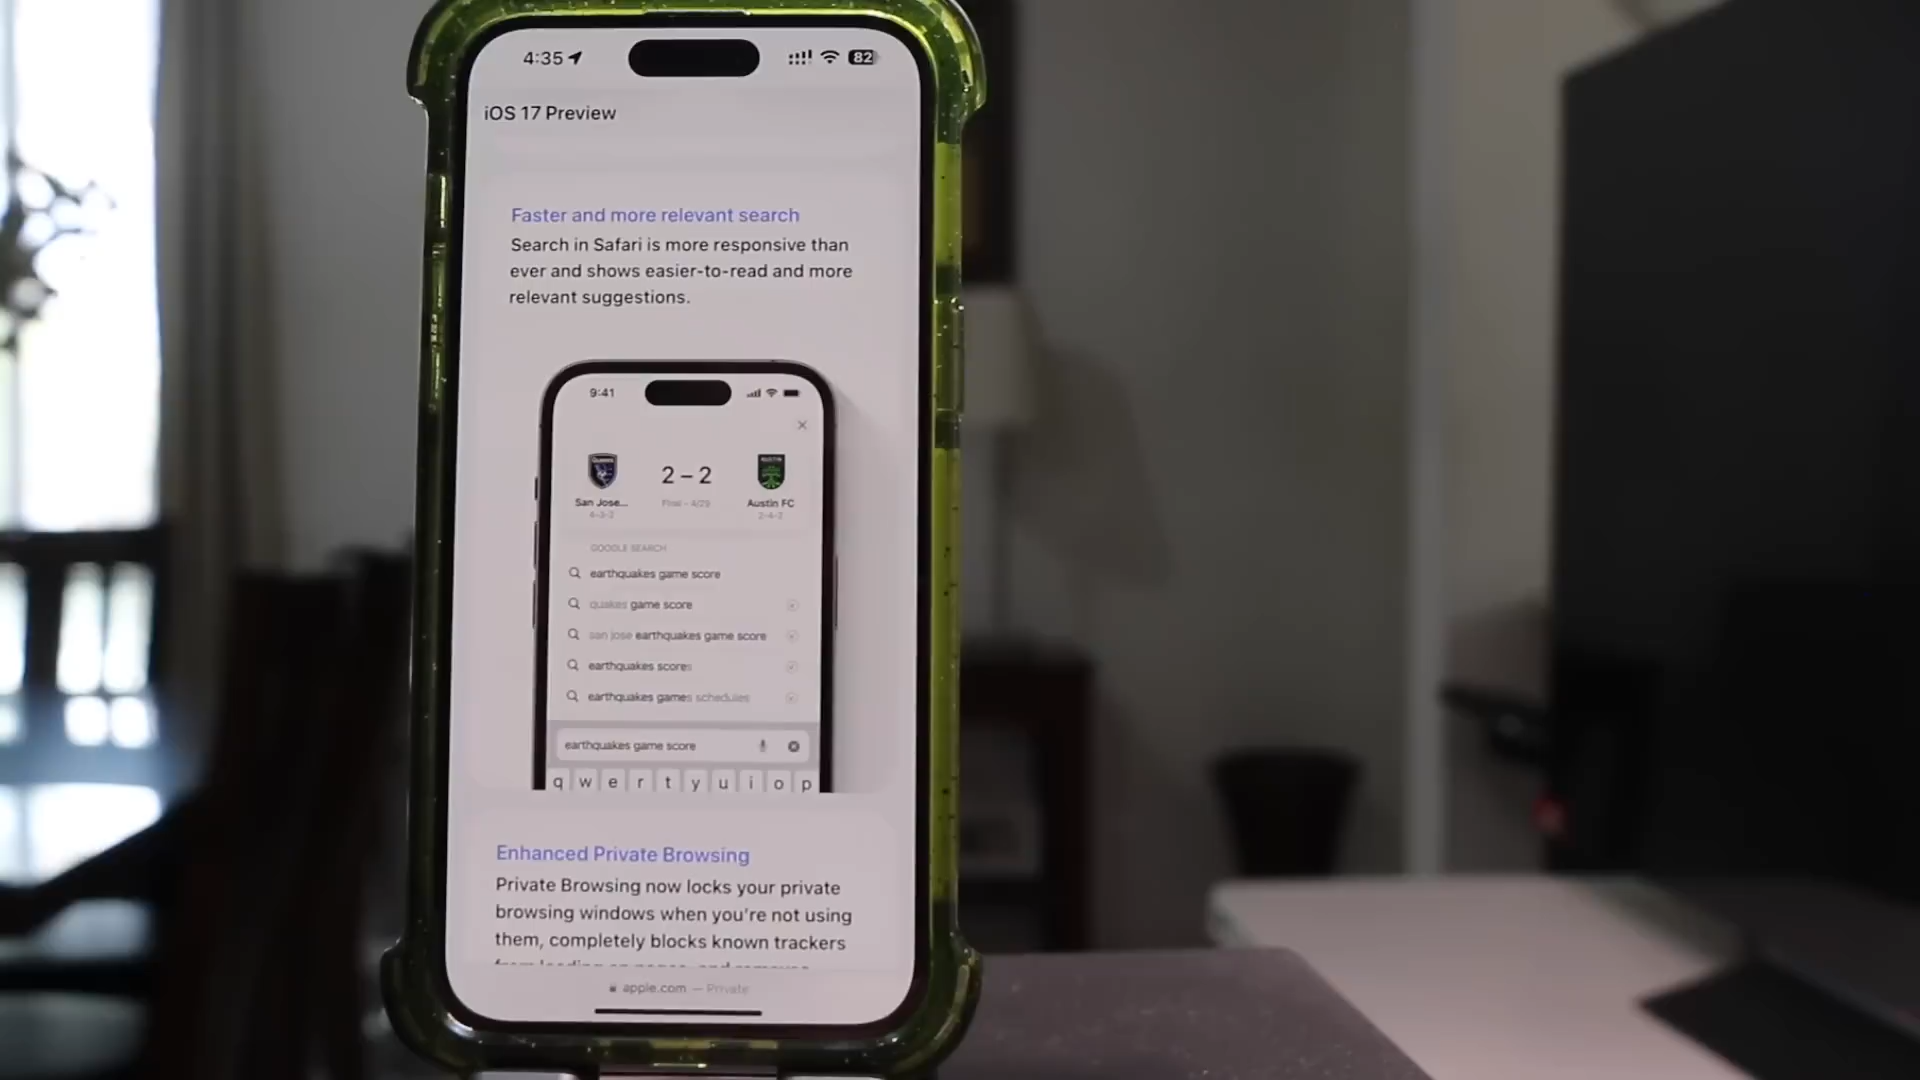 4:35 82
iOS 17 Preview
Faster and more relevant search
Search in Safari is more responsive than
ever and shows easier-to-read and more
relevant suggestions.
9:41
2 – 2
San Jose... Final - 4/29 Austin FC
GOOGLE SEARCH
earthquakes game score
quakes game score
san jose earthquakes game score
earthquakes scores
earthquakes games schedules
earthquakes game score
q w e r t y u i o p
Enhanced Private Browsing
Private Browsing now locks your private
browsing windows when you're not using
them, completely blocks known trackers
apple.com — Private